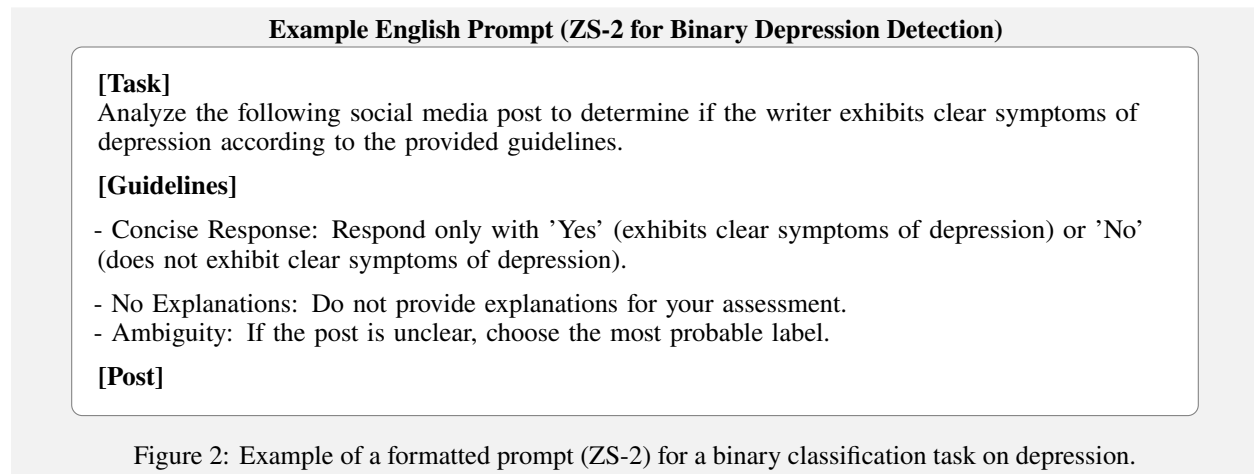 Example English Prompt (ZS-2 for Binary Depression Detection)
[Task]
Analyze the following social media post to determine if the writer exhibits clear symptoms of
depression according to the provided guidelines.
[Guidelines]
- Concise Response: Respond only with ’Yes’ (exhibits clear symptoms of depression) or ’No’
(does not exhibit clear symptoms of depression).
- No Explanations: Do not provide explanations for your assessment.
- Ambiguity: If the post is unclear, choose the most probable label.
[Post]
Figure 2: Example of a formatted prompt (ZS-2) for a binary classification task on depression.